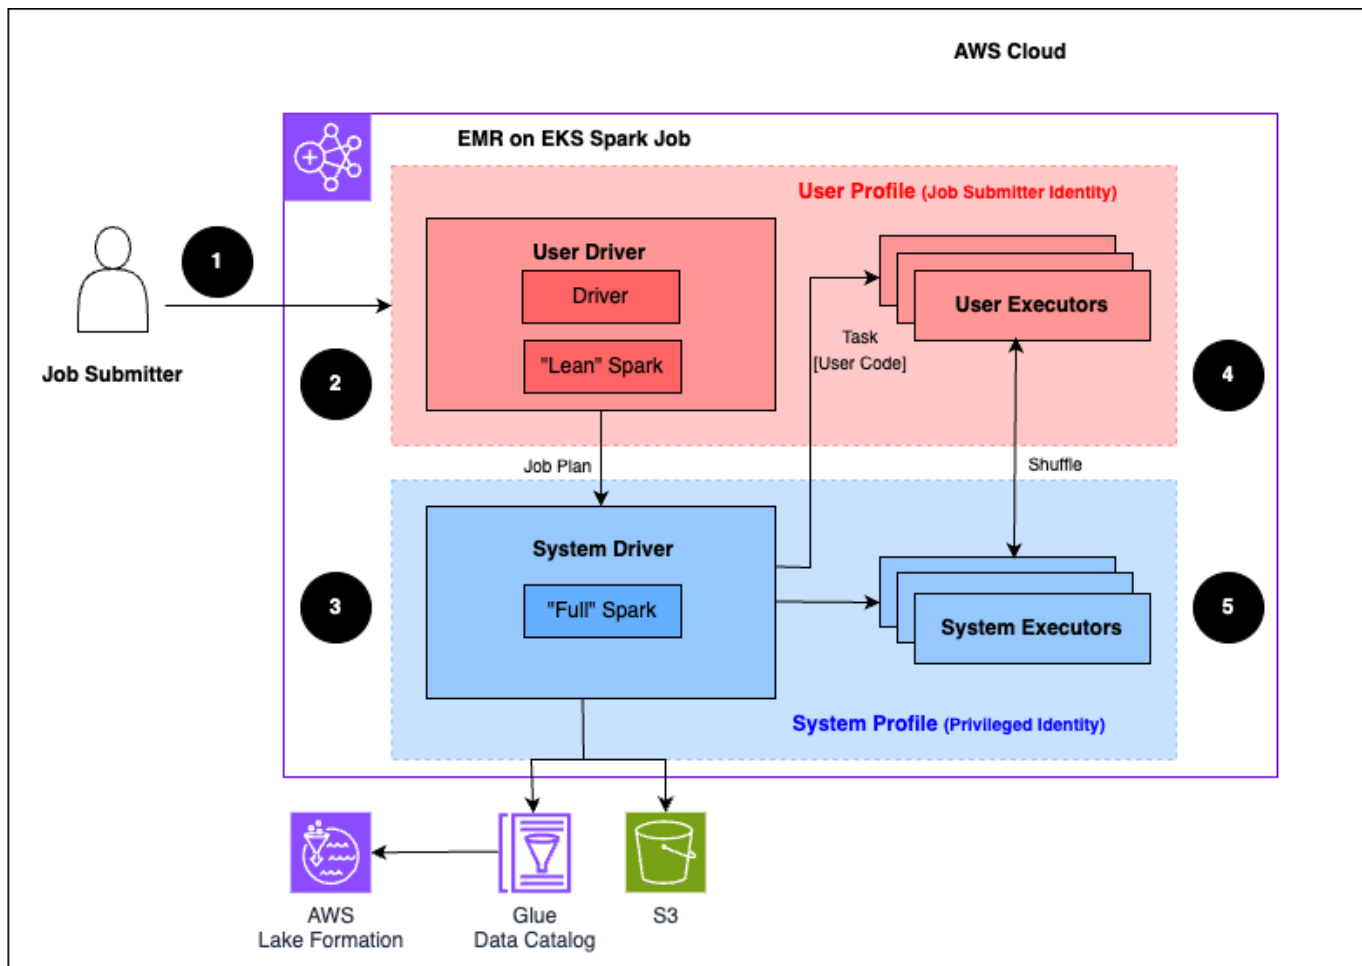 AWS Cloud
EMR on EKS Spark Job
User Profile (Job Submitter Identity)
1
User Driver
Driver
"Lean" Spark
User Executors
Task
[User Code]
Job Submitter
2
4
Job Plan
Shuffle
System Driver
"Full" Spark
3
System Executors
5
System Profile (Privileged Identity)
AWS
Lake Formation
Glue
Data Catalog
S3